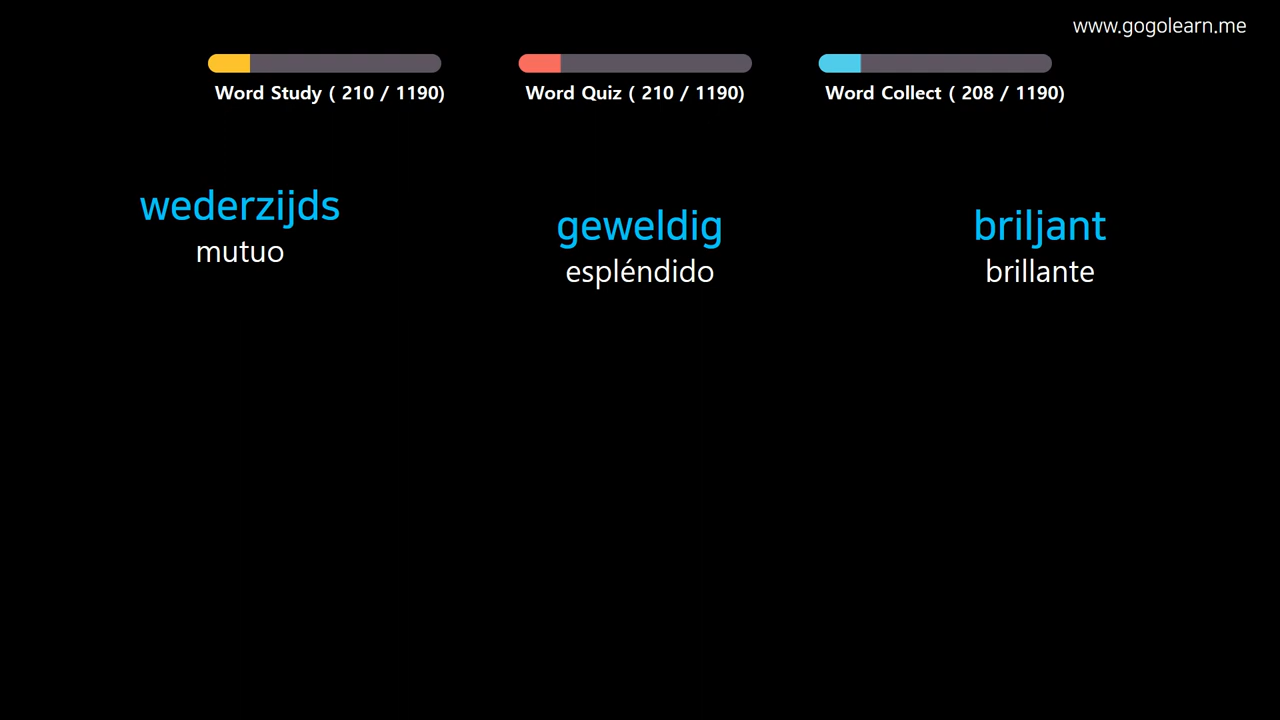 www.gogolearn.me
Word Study ( 210 / 1190)
Word Quiz ( 210 / 1190)
Word Collect ( 208 / 1190)
wederzijds
mutuo
geweldig
espléndido
briljant
brillante